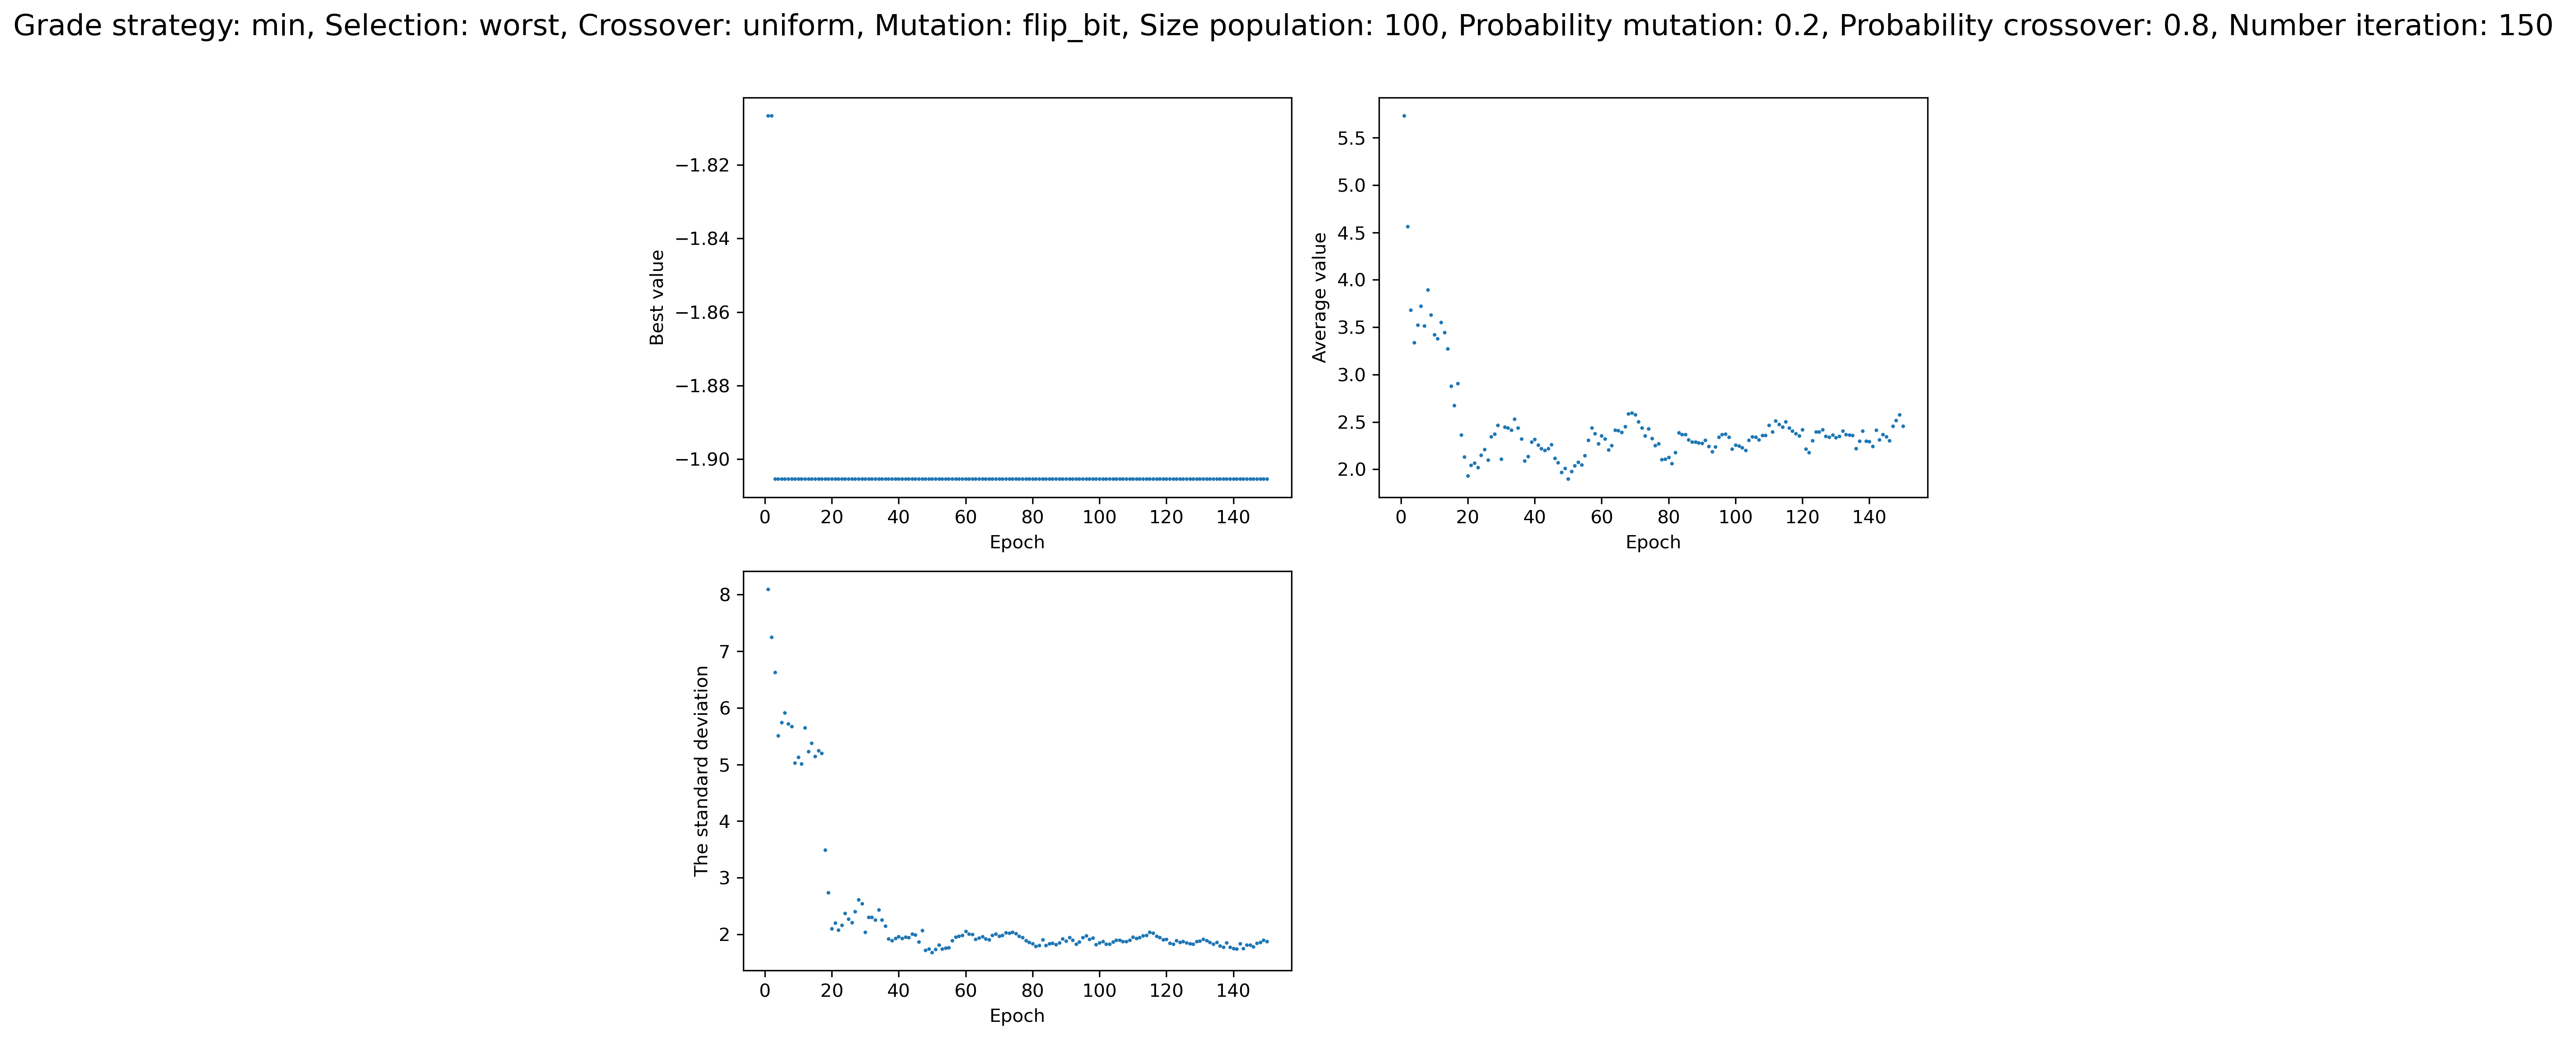 Grade strategy: min, Selection: worst, Crossover: uniform, Mutation: flip_bit, Size population: 100, Probability mutation: 0.2, Probability crossover: 0.8, Number iteration: 150
Best value
−1.82
−1.84
−1.86
−1.88
−1.90
0 20 40 60 80 100 120 140
Epoch
Average value
5.5
5.0
4.5
4.0
3.5
3.0
2.5
2.0
0 20 40 60 80 100 120 140
Epoch
The standard deviation
8
7
6
5
4
3
2
0 20 40 60 80 100 120 140
Epoch